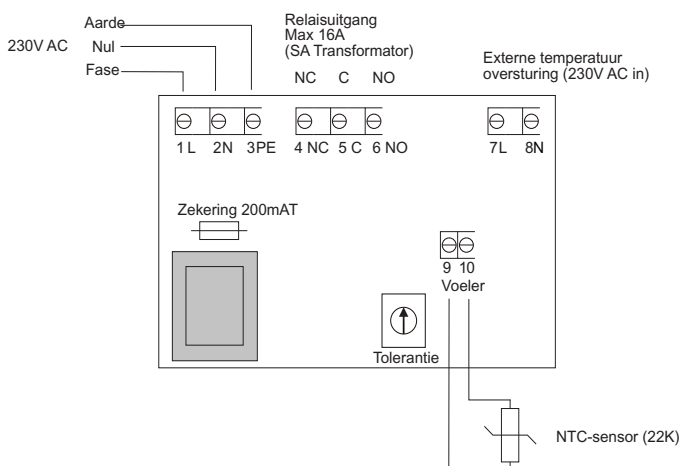 Aarde
230V AC
Nul
Fase
Relaisuitgang
Max 16A
(SA Transformator)
NC C NO
Externe temperatuur
oversturing (230V AC in)
1 L 2N 3PE 4 NC 5 C 6 NO 7L 8N
Zekering 200mAT
9 10
Voeler
Tolerantie
NTC-sensor (22K)